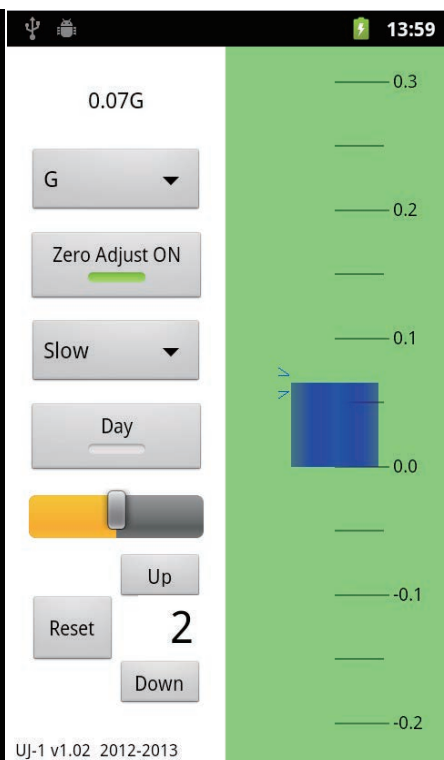 13:59
0.07G
G
Zero Adjust ON
Slow
Day
Up
Reset
2
Down
UJ-1 v1.02 2012-2013
0.3
0.2
0.1
0.0
-0.1
-0.2